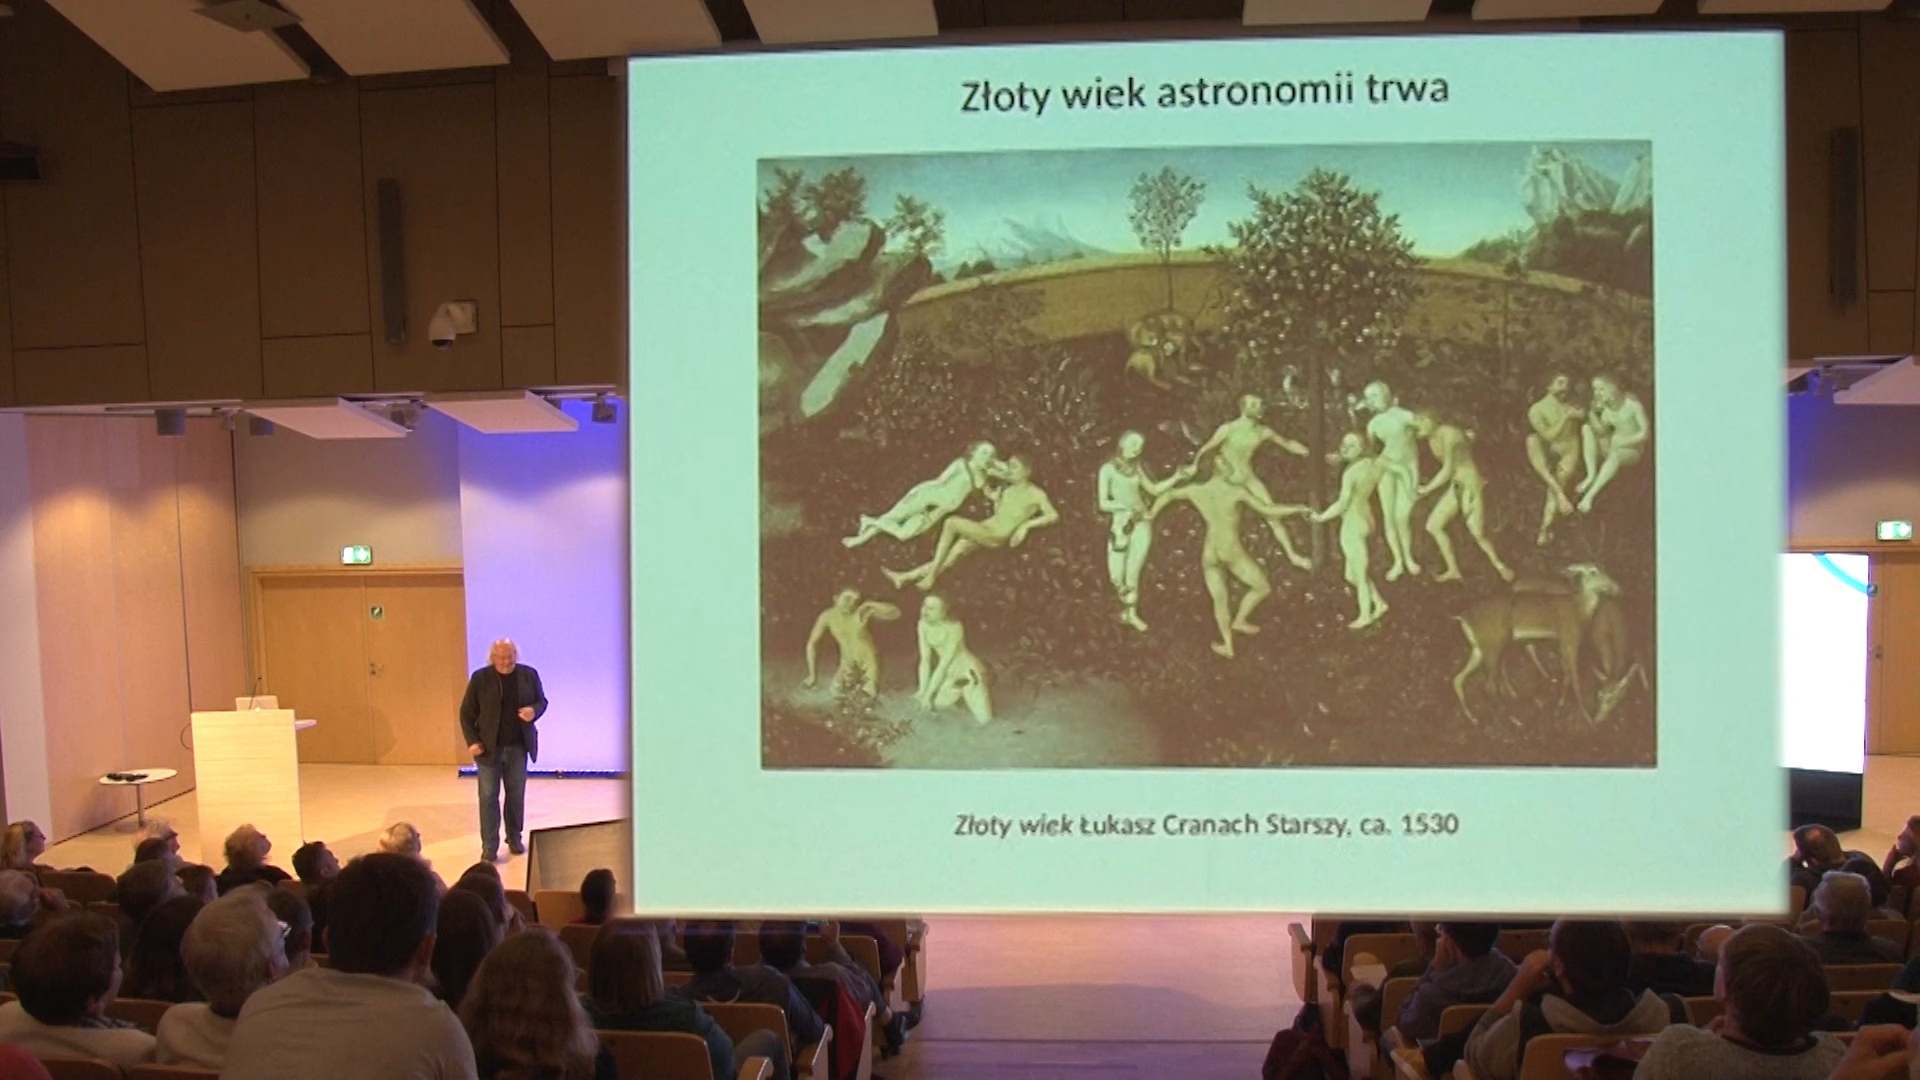 Złoty wiek astronomii trwa
Złoty wiek Łukasz Cranach Starszy, ca. 1530